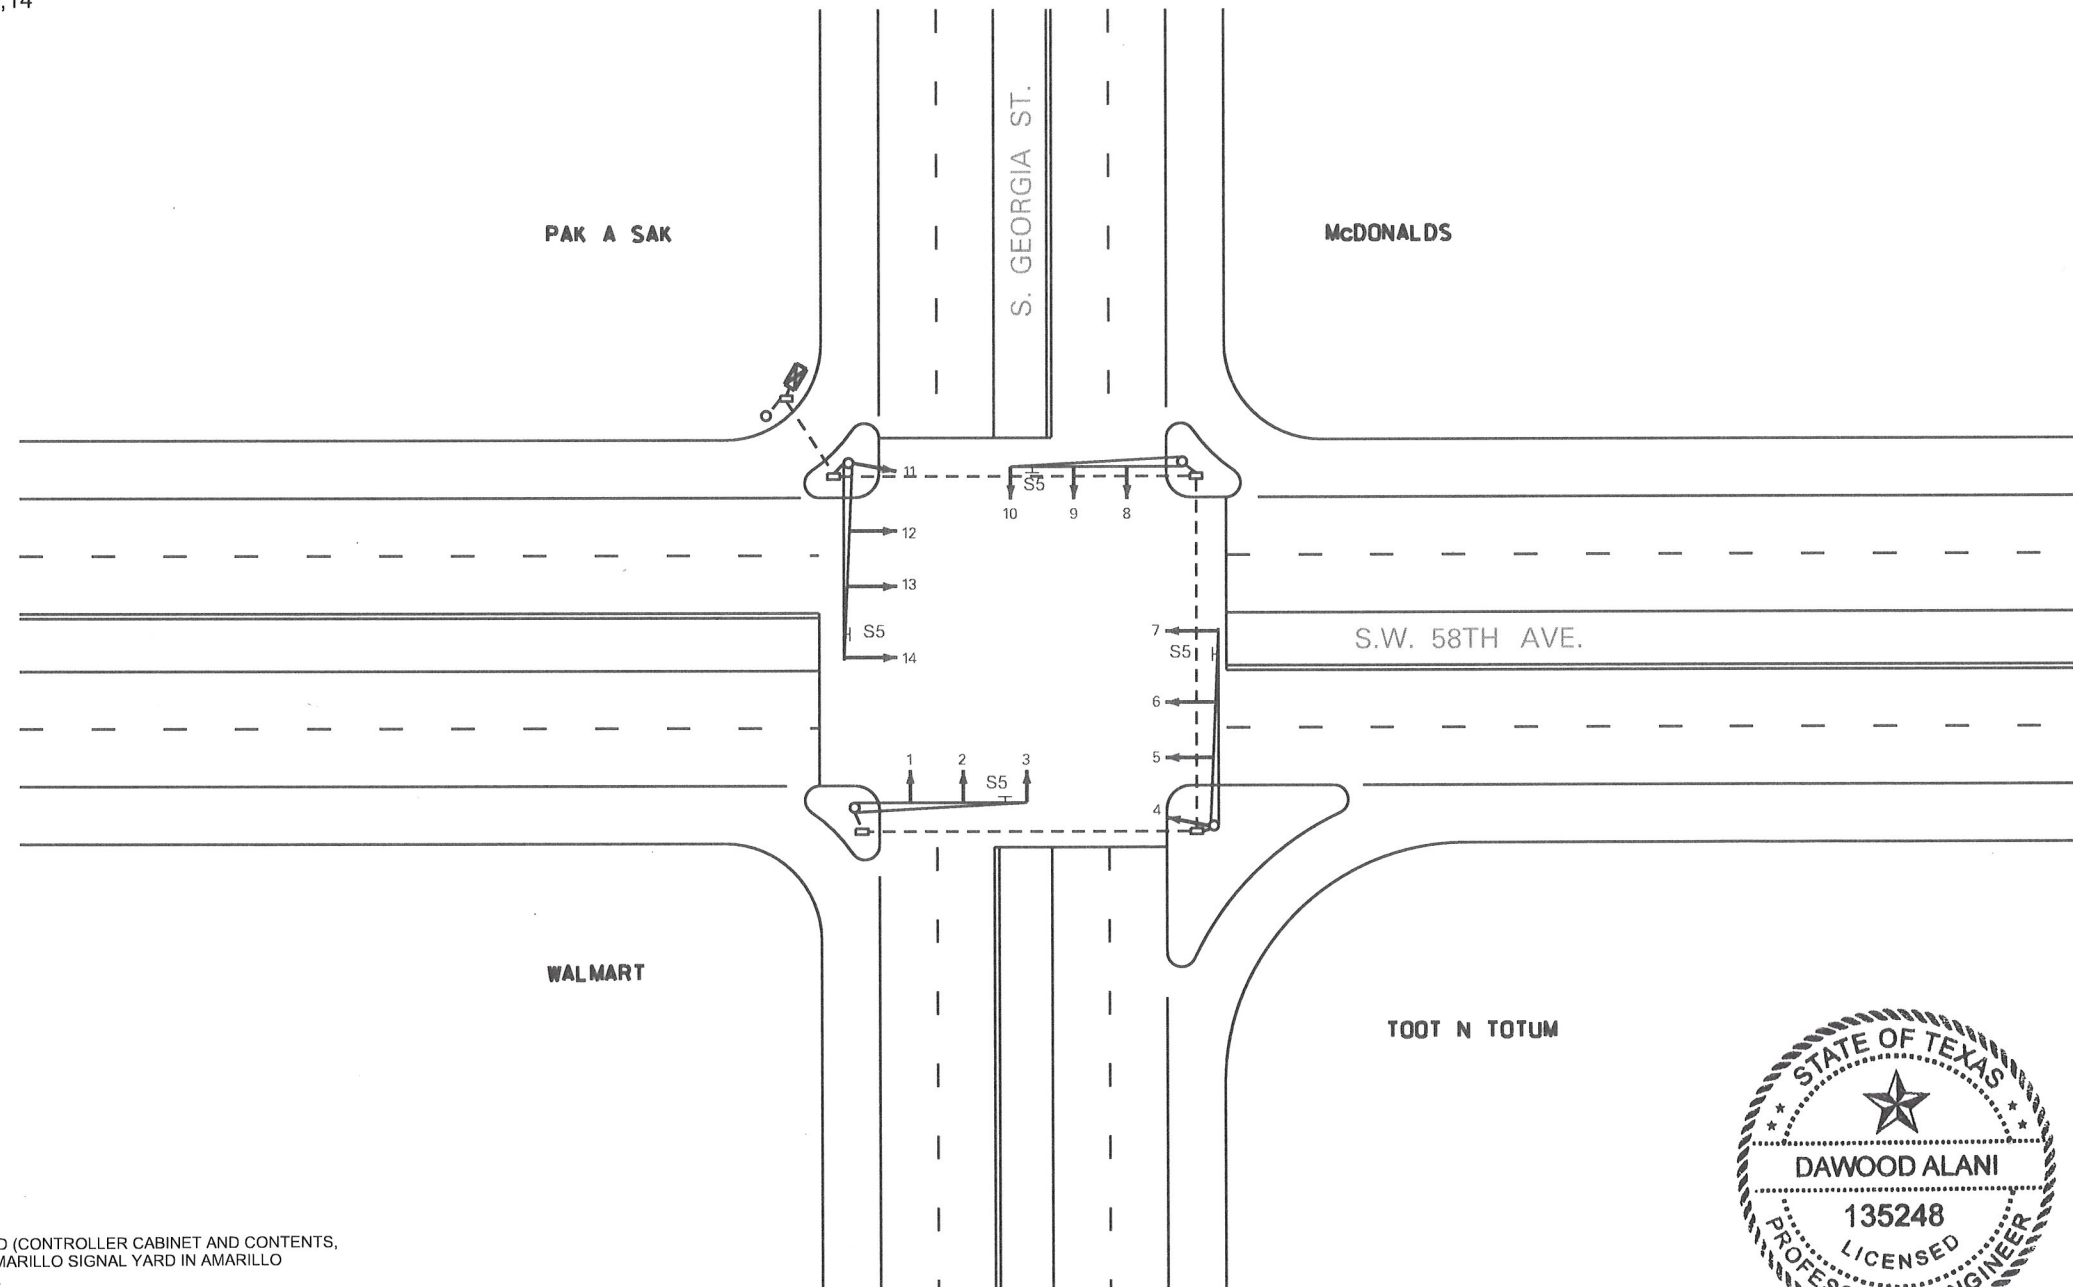 ,14
S. GEORGIA ST.
PAK A SAK
McDONALDS
11
S5
10
9
8
12
13
S5
14
7
S5
S.W. 58TH AVE.
6
5
1
2
3
S5
4
WALMART
TOOT N TOTUM
STATE OF TEXAS
DAWOOD ALANI
135248
LICENSED
D (CONTROLLER CABINET AND CONTENTS,
MARILLO SIGNAL YARD IN AMARILLO